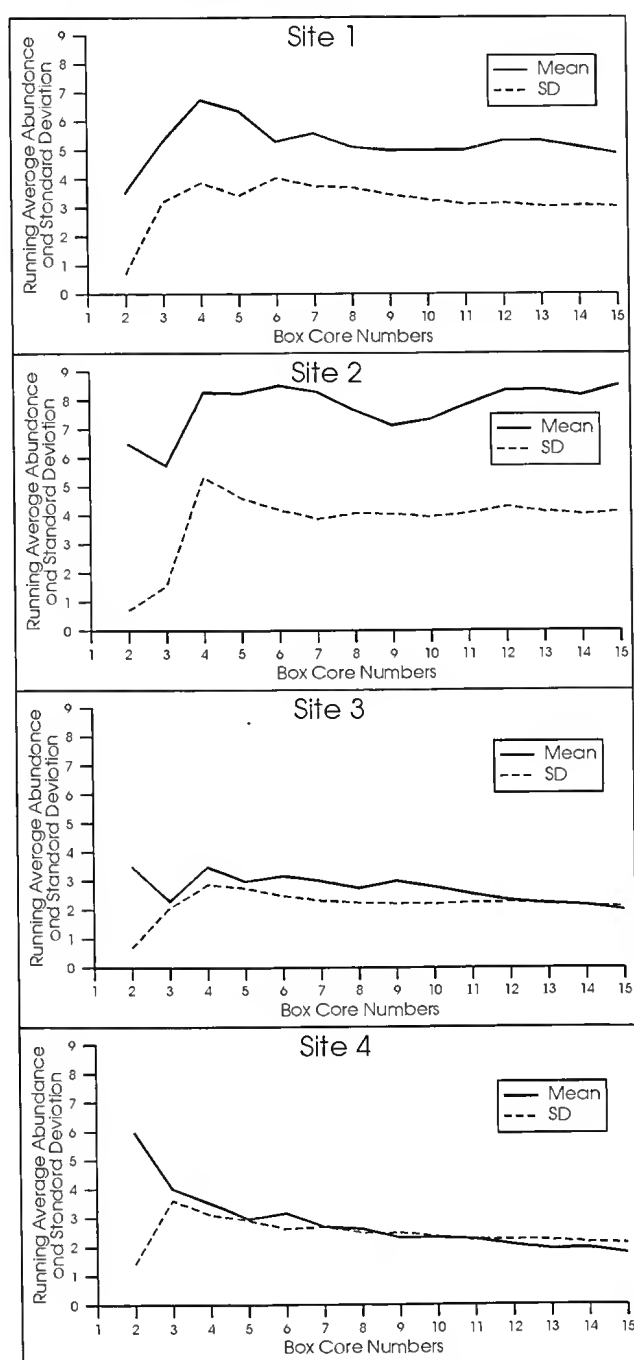 Site 1
Mean
SD
Running Average Abundance
and Standard Deviation
9
8
7
6
5
4
3
2
1
0
1 2 3 4 5 6 7 8 9 10 11 12 13 14 15
Box Core Numbers
Site 2
Mean
SD
Running Average Abundance
and Standard Deviation
9
8
7
6
5
4
3
2
1
0
1 2 3 4 5 6 7 8 9 10 11 12 13 14 15
Box Core Numbers
Site 3
Mean
SD
Running Average Abundance
and Standard Deviation
9
8
7
6
5
4
3
2
1
0
1 2 3 4 5 6 7 8 9 10 11 12 13 14 15
Box Core Numbers
Site 4
Mean
SD
Running Average Abundance
and Standard Deviation
9
8
7
6
5
4
3
2
1
0
1 2 3 4 5 6 7 8 9 10 11 12 13 14 15
Box Core Numbers